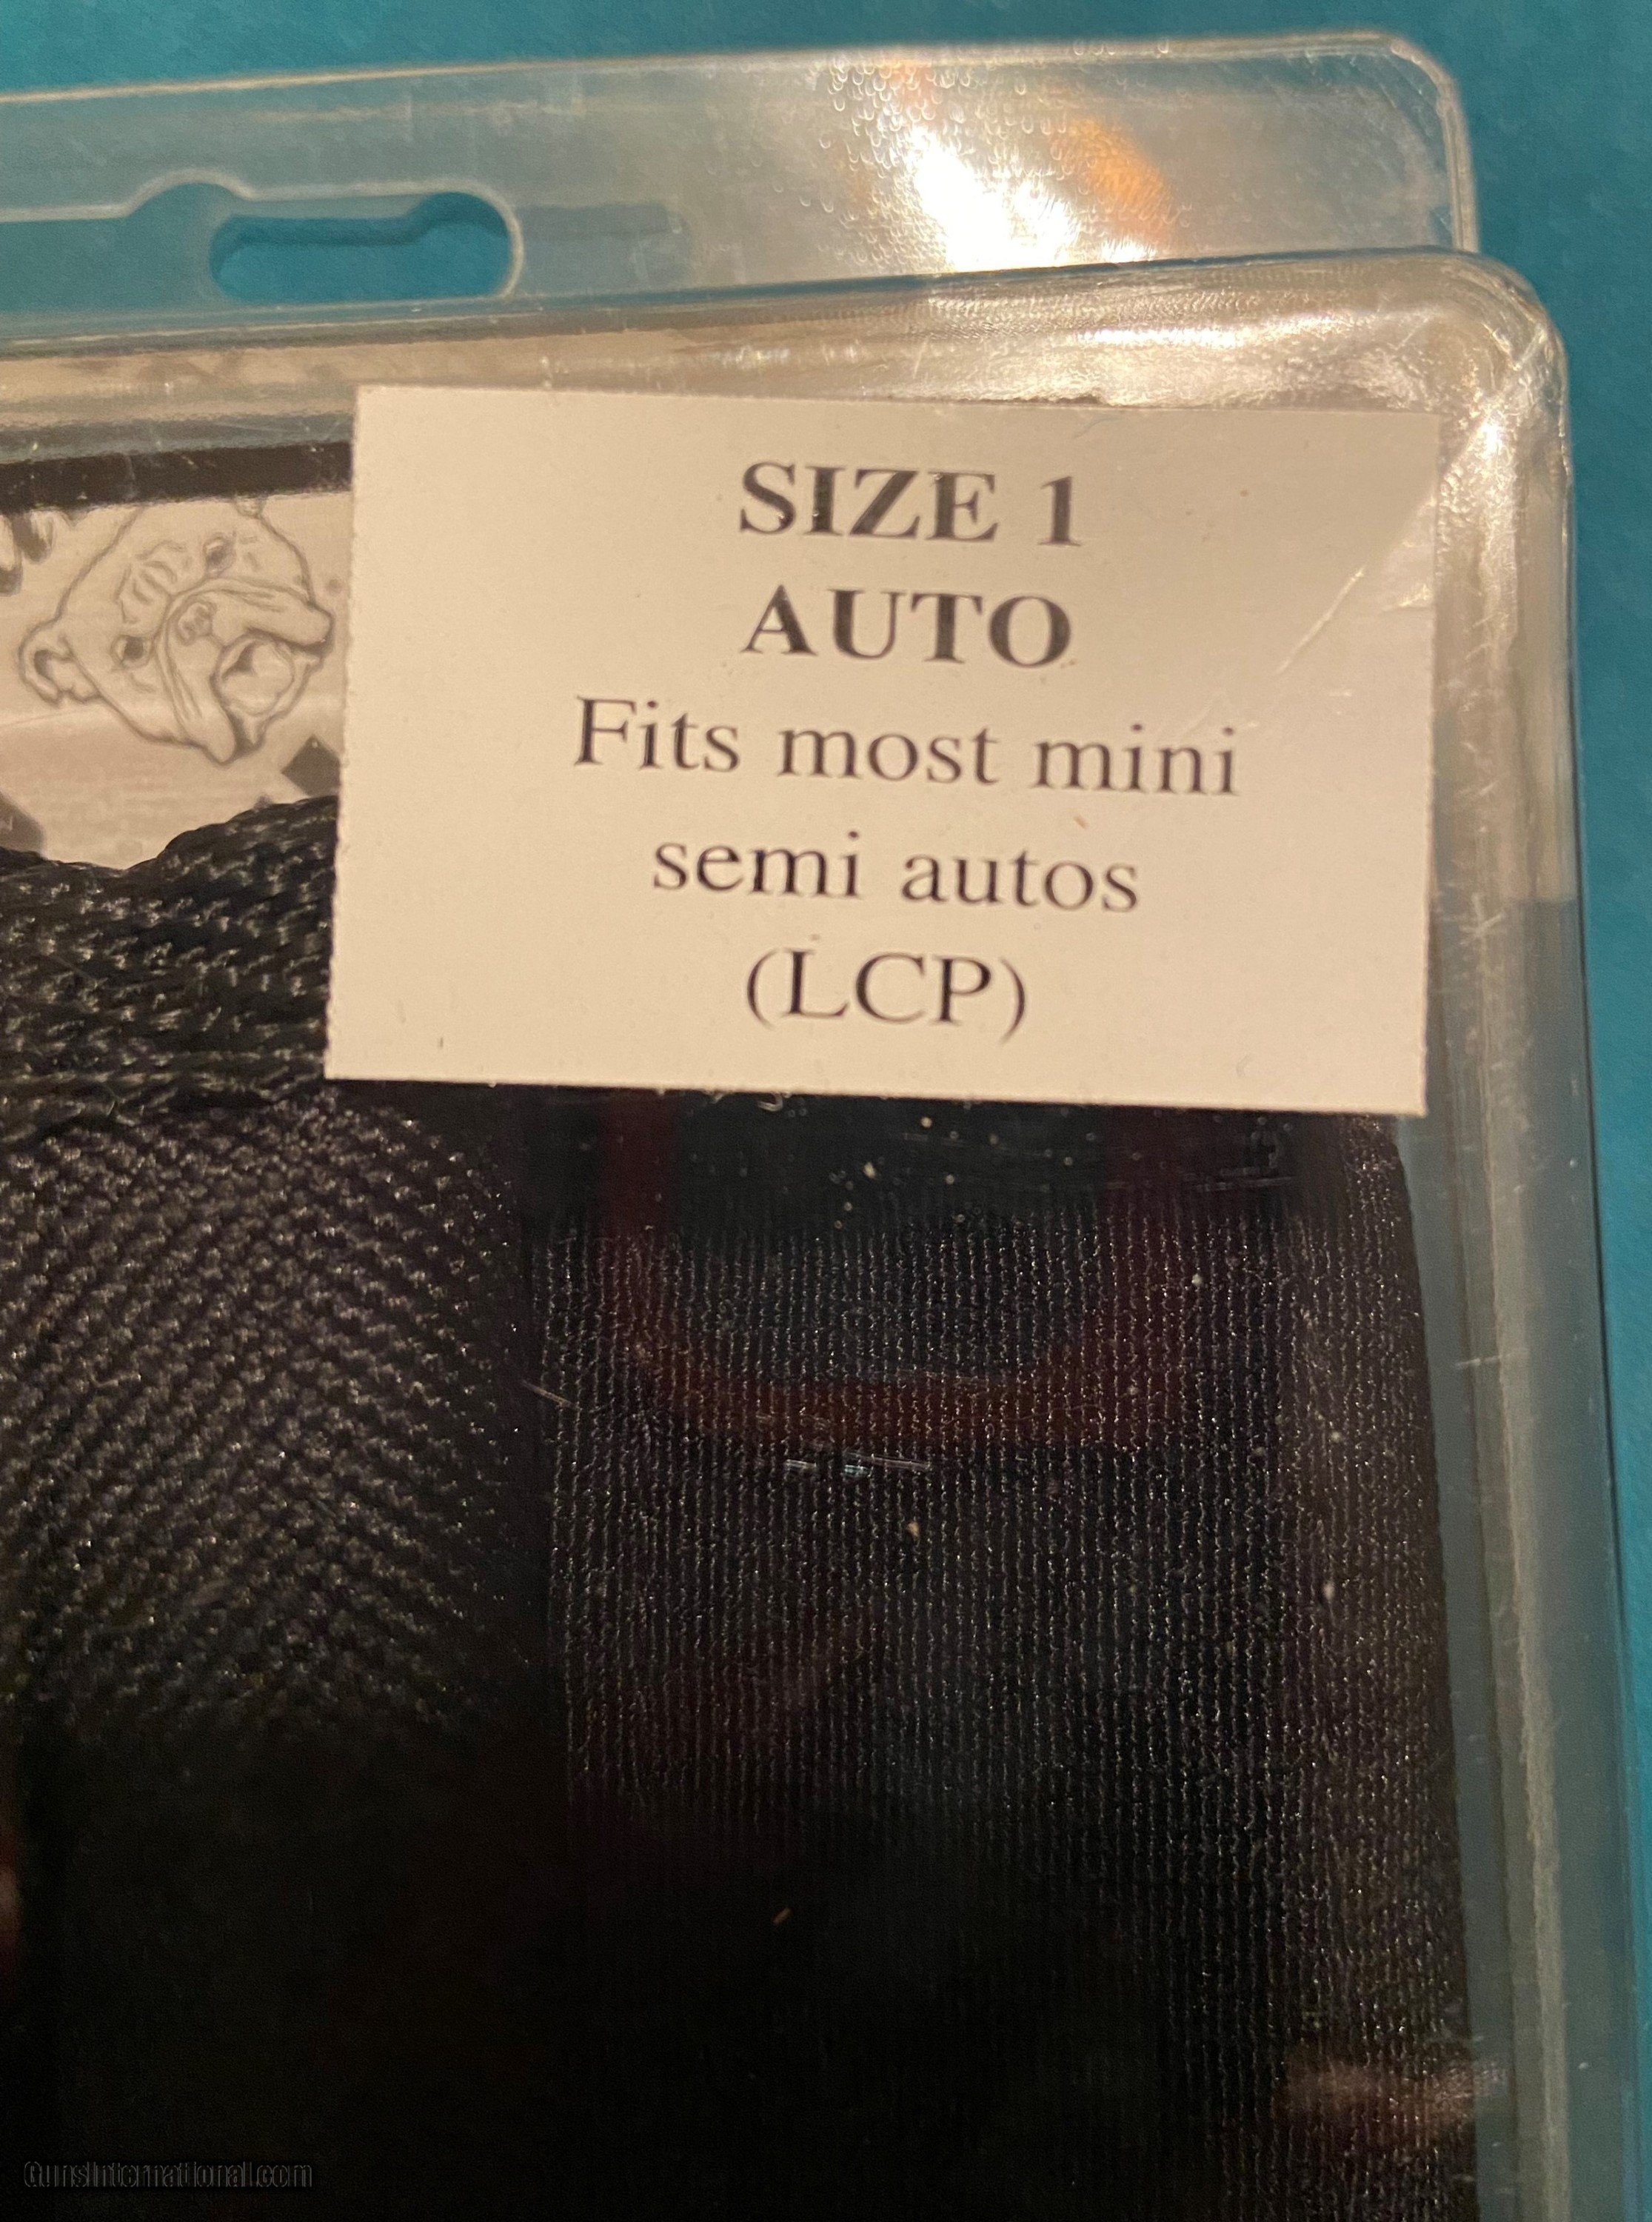 SIZE 1
AUTO
Fits most mini
semi autos
(LCP)
GunsInternational.com